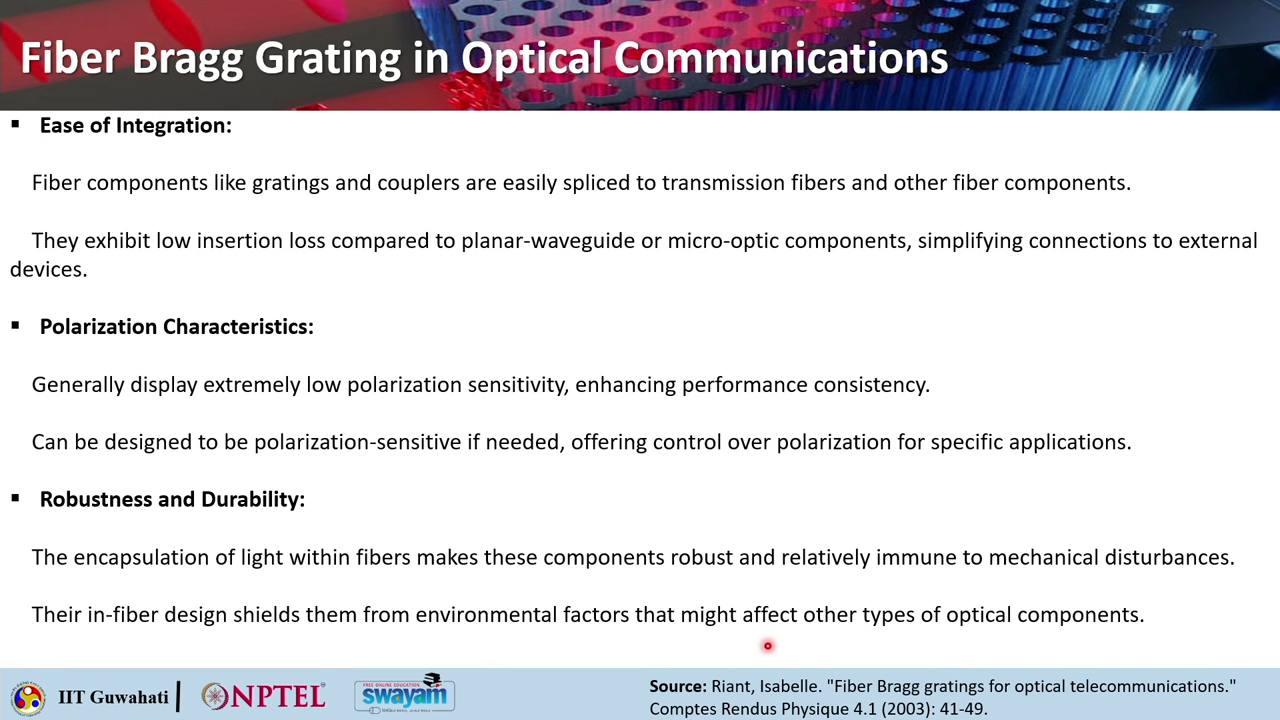 Fiber Bragg Grating in Optical Communications
▪ Ease of Integration:
Fiber components like gratings and couplers are easily spliced to transmission fibers and other fiber components.
They exhibit low insertion loss compared to planar-waveguide or micro-optic components, simplifying connections to external
devices.
▪ Polarization Characteristics:
Generally display extremely low polarization sensitivity, enhancing performance consistency.
Can be designed to be polarization-sensitive if needed, offering control over polarization for specific applications.
▪ Robustness and Durability:
The encapsulation of light within fibers makes these components robust and relatively immune to mechanical disturbances.
Their in-fiber design shields them from environmental factors that might affect other types of optical components.
IIT Guwahati
NPTEL
FREE ONLINE EDUCATION
swayam
Source: Riant, Isabelle. "Fiber Bragg gratings for optical telecommunications."
Comptes Rendus Physique 4.1 (2003): 41-49.